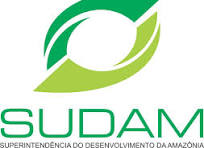 SUDAM
SUPERINTENDÊNCIA DO DESENVOLVIMENTO DA AMAZÔNIA